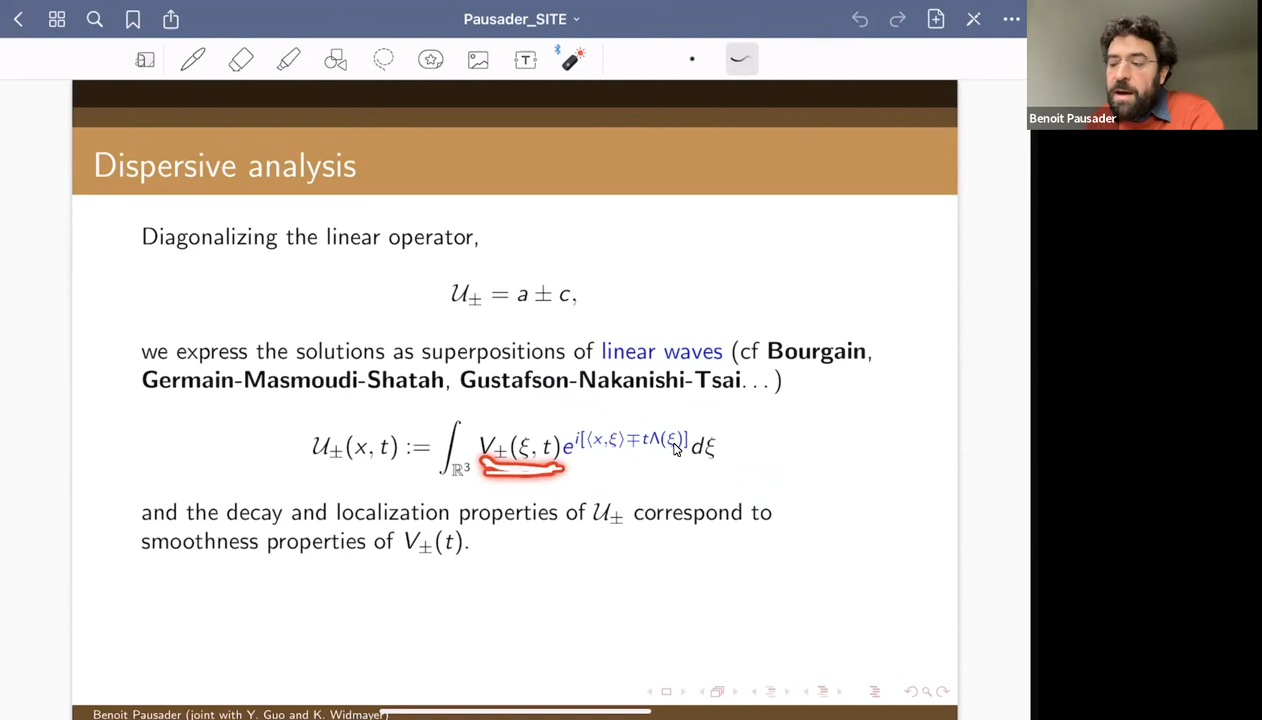 Pausader_SITE
Benoit Pausader
Dispersive analysis
Diagonalizing the linear operator,
𝒰± = a ± c,
we express the solutions as superpositions of linear waves (cf Bourgain,
Germain-Masmoudi-Shatah, Gustafson-Nakanishi-Tsai...)
𝒰±(x, t) := ∫_{ℝ³} V±(ξ, t)e^{i[⟨x,ξ⟩∓tΛ(ξ)]}dξ
and the decay and localization properties of 𝒰± correspond to
smoothness properties of V±(t).
Benoit Pausader (joint with Y. Guo and K. Widmayer)